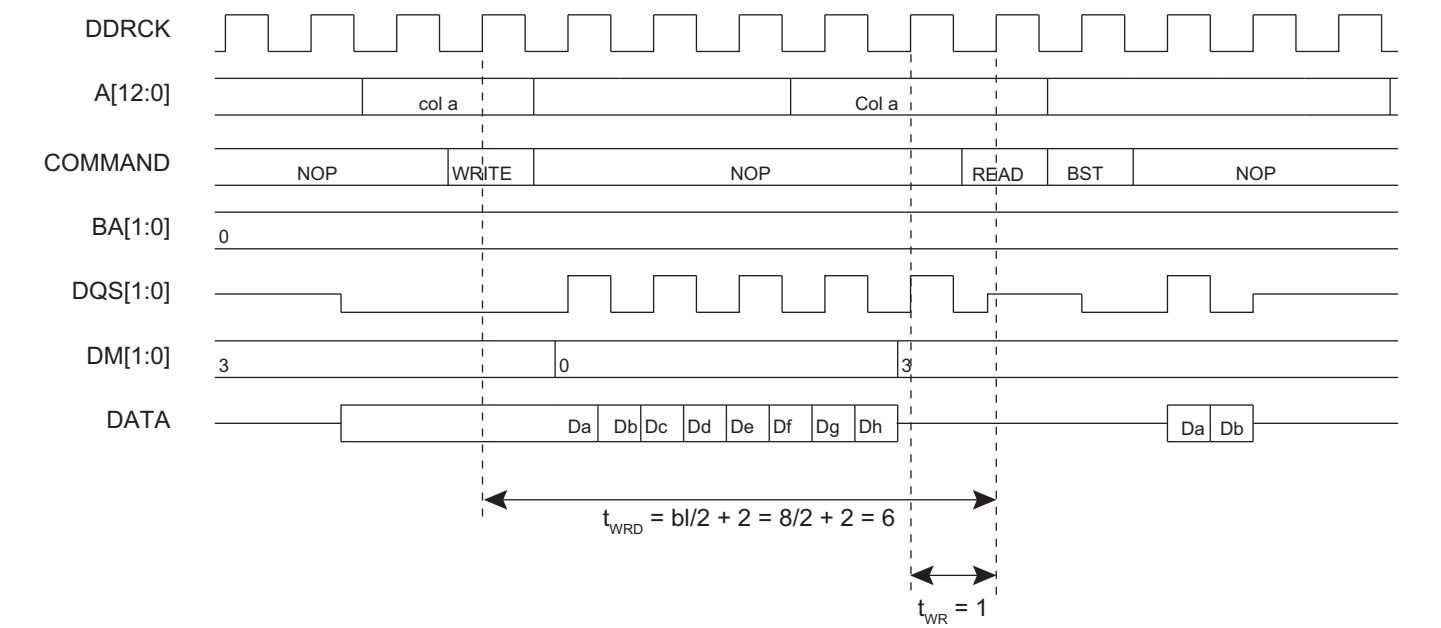 DDRCK
A[12:0] col a Col a
COMMAND NOP WRITE NOP READ BST NOP
BA[1:0] 0
DQS[1:0]
DM[1:0] 3 0 3
DATA Da Db Dc Dd De Df Dg Dh Da Db
tWRD = bl/2 + 2 = 8/2 + 2 = 6
tWR = 1